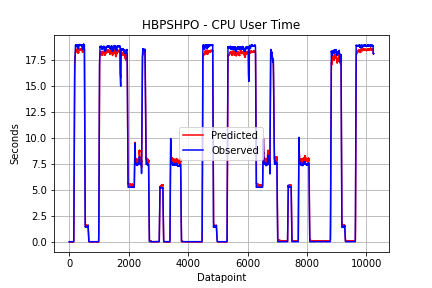 HBPSHPO - CPU User Time
17.5
15.0
12.5
10.0
7.5
5.0
2.5
0.0
Seconds
Predicted
Observed
0 2000 4000 6000 8000 10000
Datapoint